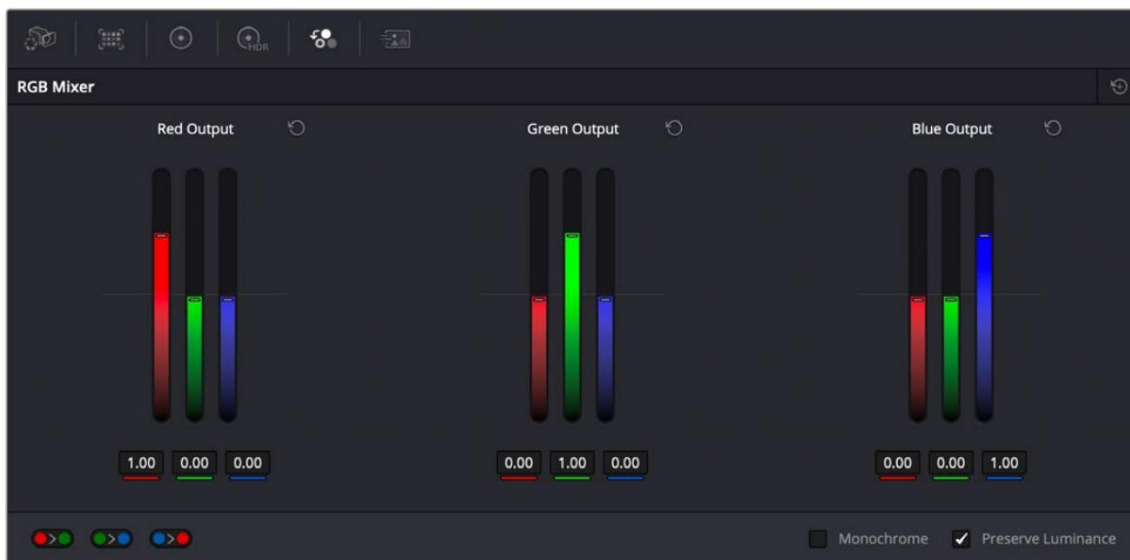 HDR
RGB Mixer
Red Output
Green Output
Blue Output
1.00 0.00 0.00
0.00 1.00 0.00
0.00 0.00 1.00
Monochrome
Preserve Luminance